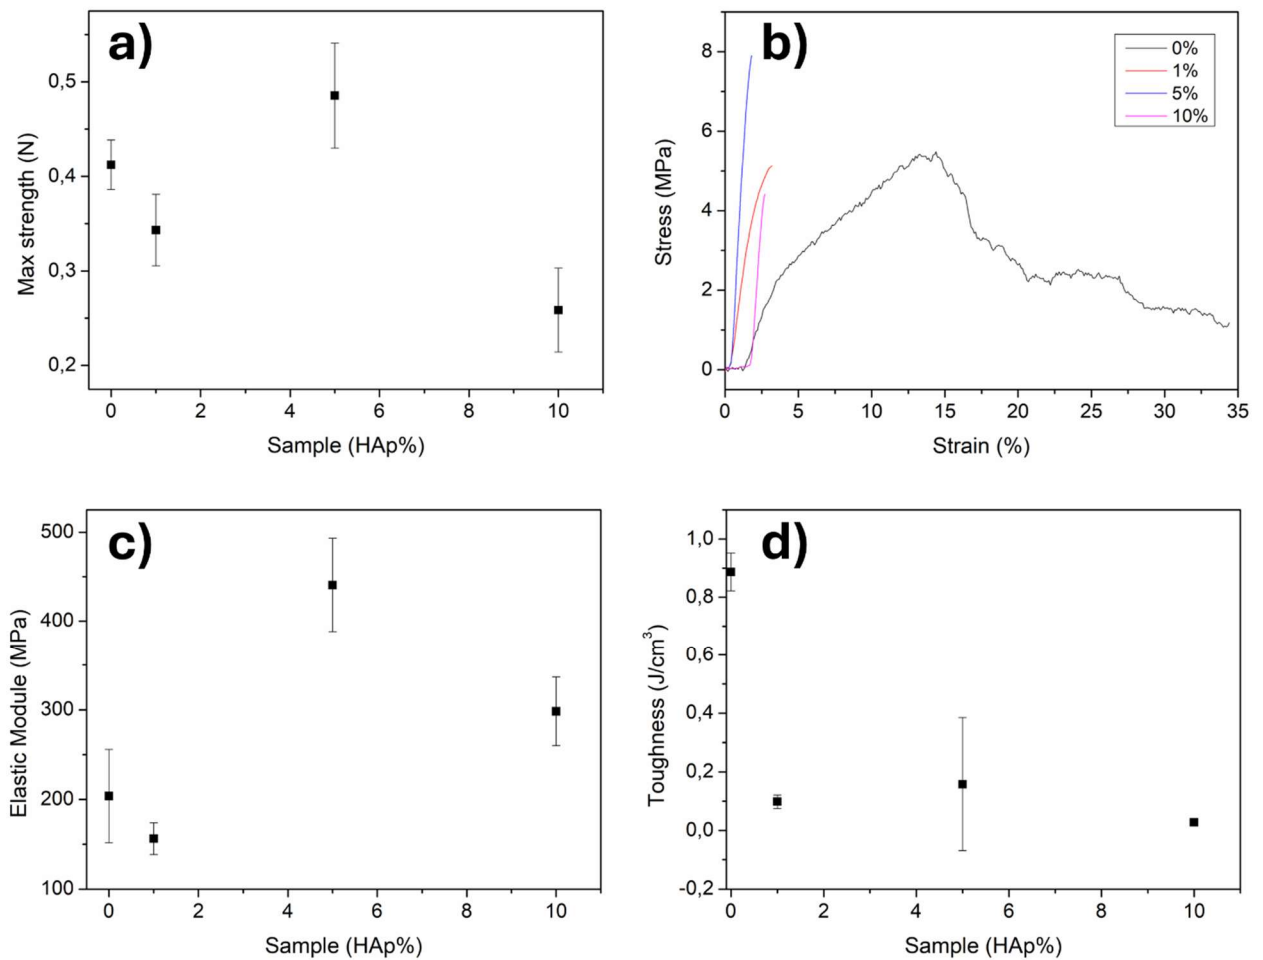 a)
Max strength (N)
0,5
0,4
0,3
0,2
0 2 4 6 8 10
Sample (HAp%)
b)
Stress (MPa)
8
6
4
2
0
0%
1%
5%
10%
0 5 10 15 20 25 30 35
Strain (%)
c)
Elastic Module (MPa)
500
400
300
200
100
0 2 4 6 8 10
Sample (HAp%)
d)
Toughness (J/cm³)
1,0
0,8
0,6
0,4
0,2
0,0
-0,2
0 2 4 6 8 10
Sample (HAp%)